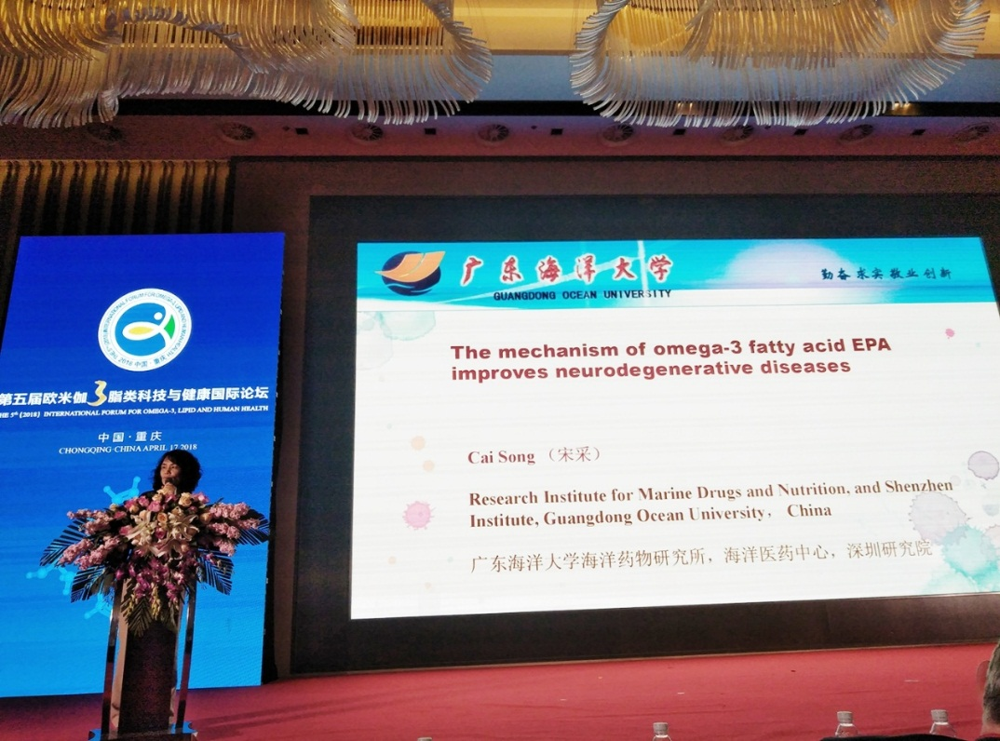 第五届欧米伽3脂类科技与健康国际论坛
THE 5th (2018) INTERNATIONAL FORUM FOR OMEGA-3, LIPID AND HUMAN HEALTH
中国·重庆
CHONGQING·CHINA APRIL 17 2018
广东海洋大学
GUANGDONG OCEAN UNIVERSITY
勤奋 求实 敬业 创新
The mechanism of omega-3 fatty acid EPA
improves neurodegenerative diseases
Cai Song （宋采）
Research Institute for Marine Drugs and Nutrition, and Shenzhen
Institute, Guangdong Ocean University， China
广东海洋大学海洋药物研究所，海洋医药中心，深圳研究院